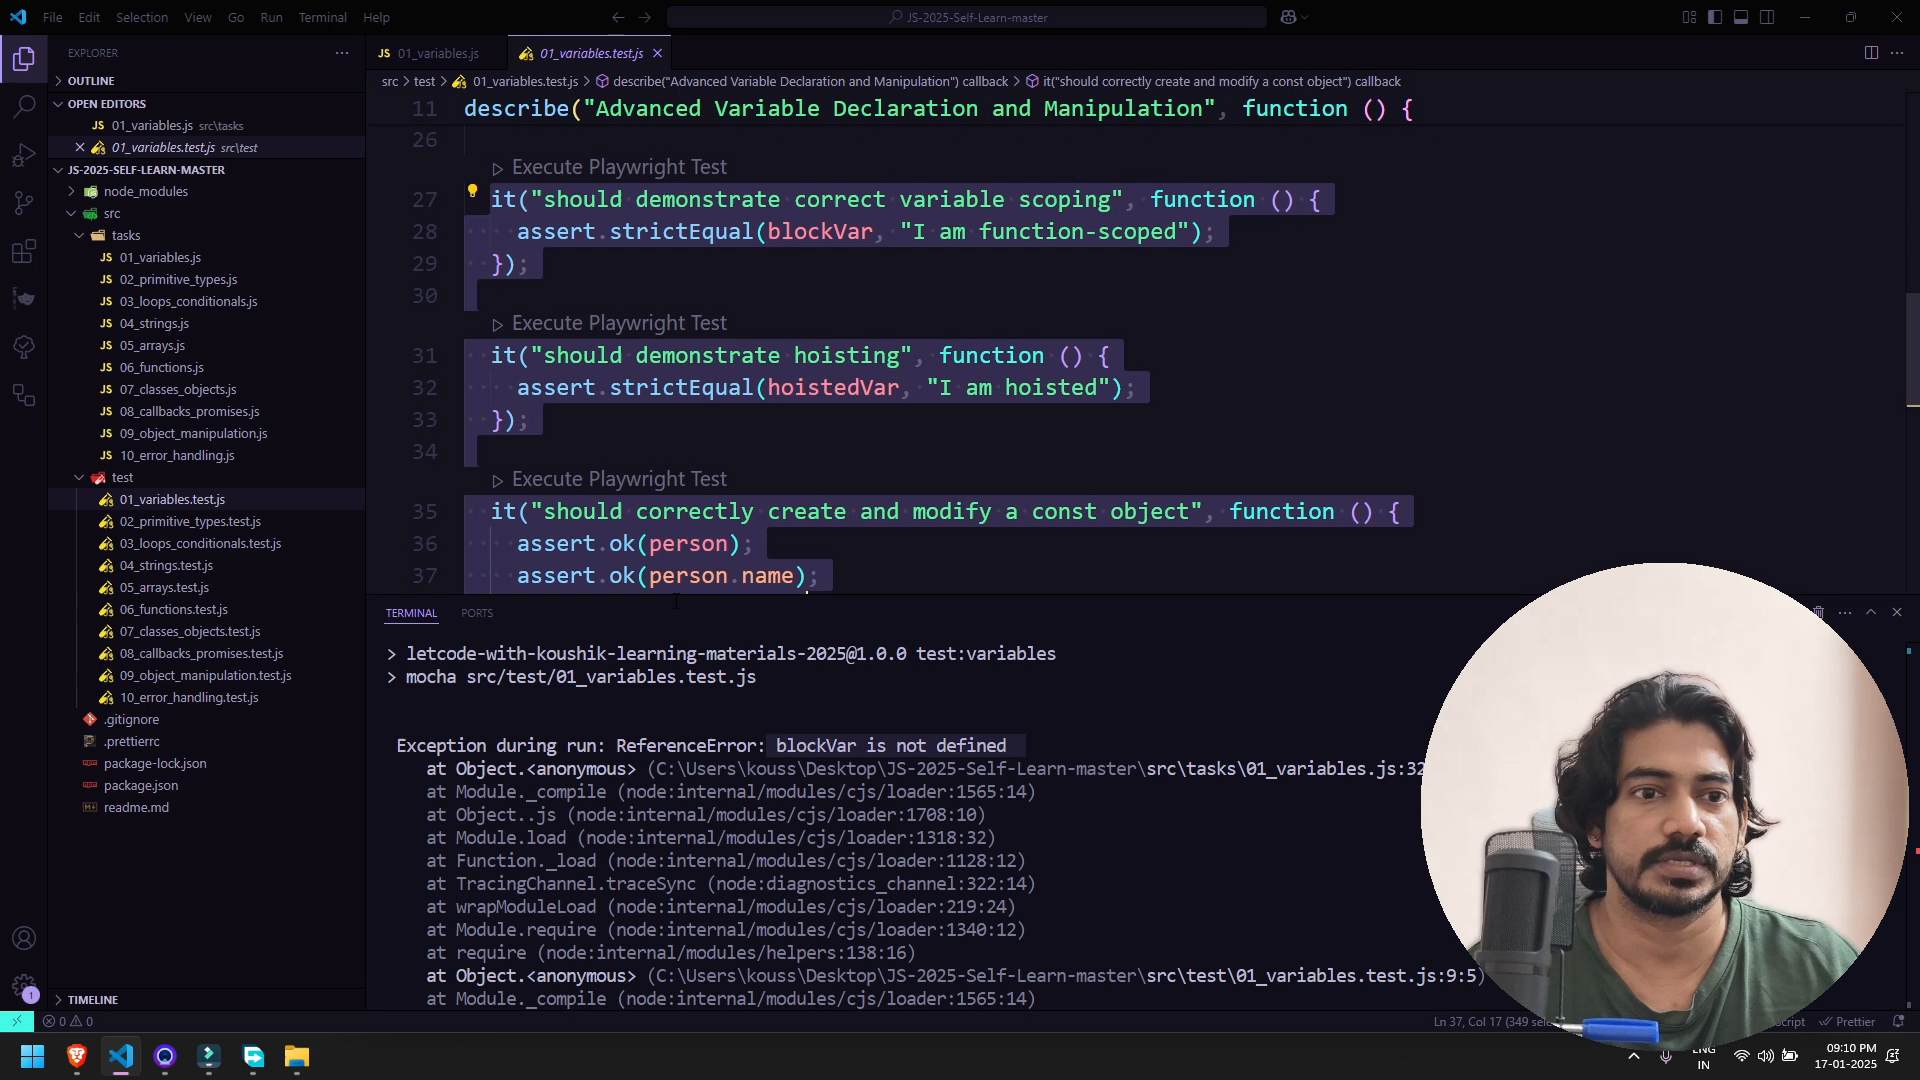 File Edit Selection View Go Run Terminal Help
JS-2025-Self-Learn-master
EXPLORER
OUTLINE
OPEN EDITORS
JS 01_variables.js src\tasks
01_variables.test.js src\test
JS-2025-SELF-LEARN-MASTER
node_modules
src
tasks
JS 01_variables.js
JS 02_primitive_types.js
JS 03_loops_conditionals.js
JS 04_strings.js
JS 05_arrays.js
JS 06_functions.js
JS 07_classes_objects.js
JS 08_callbacks_promises.js
JS 09_object_manipulation.js
JS 10_error_handling.js
test
01_variables.test.js
02_primitive_types.test.js
03_loops_conditionals.test.js
04_strings.test.js
05_arrays.test.js
06_functions.test.js
07_classes_objects.test.js
08_callbacks_promises.test.js
09_object_manipulation.test.js
10_error_handling.test.js
.gitignore
.prettierrc
package-lock.json
package.json
readme.md
TIMELINE
JS 01_variables.js
01_variables.test.js
src > test > 01_variables.test.js > describe("Advanced Variable Declaration and Manipulation") callback > it("should correctly create and modify a const object") callback
11 describe("Advanced Variable Declaration and Manipulation", function () {
26
Execute Playwright Test
27 it("should demonstrate correct variable scoping", function () {
28 assert.strictEqual(blockVar, "I am function-scoped");
29 });
30
Execute Playwright Test
31 it("should demonstrate hoisting", function () {
32 assert.strictEqual(hoistedVar, "I am hoisted");
33 });
34
Execute Playwright Test
35 it("should correctly create and modify a const object", function () {
36 assert.ok(person);
37 assert.ok(person.name);
TERMINAL PORTS
> letcode-with-koushik-learning-materials-2025@1.0.0 test:variables
> mocha src/test/01_variables.test.js
Exception during run: ReferenceError: blockVar is not defined
at Object.<anonymous> (C:\Users\kouss\Desktop\JS-2025-Self-Learn-master\src\tasks\01_variables.js:32
at Module._compile (node:internal/modules/cjs/loader:1565:14)
at Object..js (node:internal/modules/cjs/loader:1708:10)
at Module.load (node:internal/modules/cjs/loader:1318:32)
at Function._load (node:internal/modules/cjs/loader:1128:12)
at TracingChannel.traceSync (node:diagnostics_channel:322:14)
at wrapModuleLoad (node:internal/modules/cjs/loader:219:24)
at Module.require (node:internal/modules/cjs/loader:1340:12)
at require (node:internal/modules/helpers:138:16)
at Object.<anonymous> (C:\Users\kouss\Desktop\JS-2025-Self-Learn-master\src\test\01_variables.test.js:9:5)
at Module._compile (node:internal/modules/cjs/loader:1565:14)
1
0 0
Ln 37, Col 17 (349
Prettier
ENG
IN
09:10 PM
17-01-2025